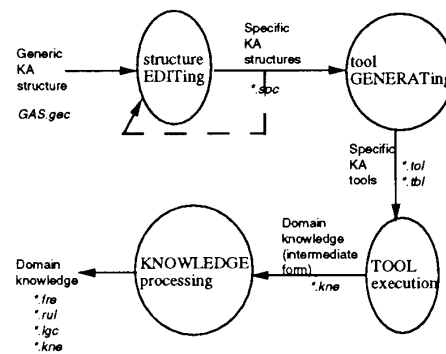 Generic
KA
structure
GAS.gec
structure
EDITing
Specific
KA
structures
*.spc
tool
GENERATing
Specific
KA
tools
*.tol
*.tbl
TOOL
execution
Domain
knowledge
(intermediate
form)
*.kne
KNOWLEDGE
processing
Domain
knowledge
*.fre
*.rul
*.lgc
*.kne